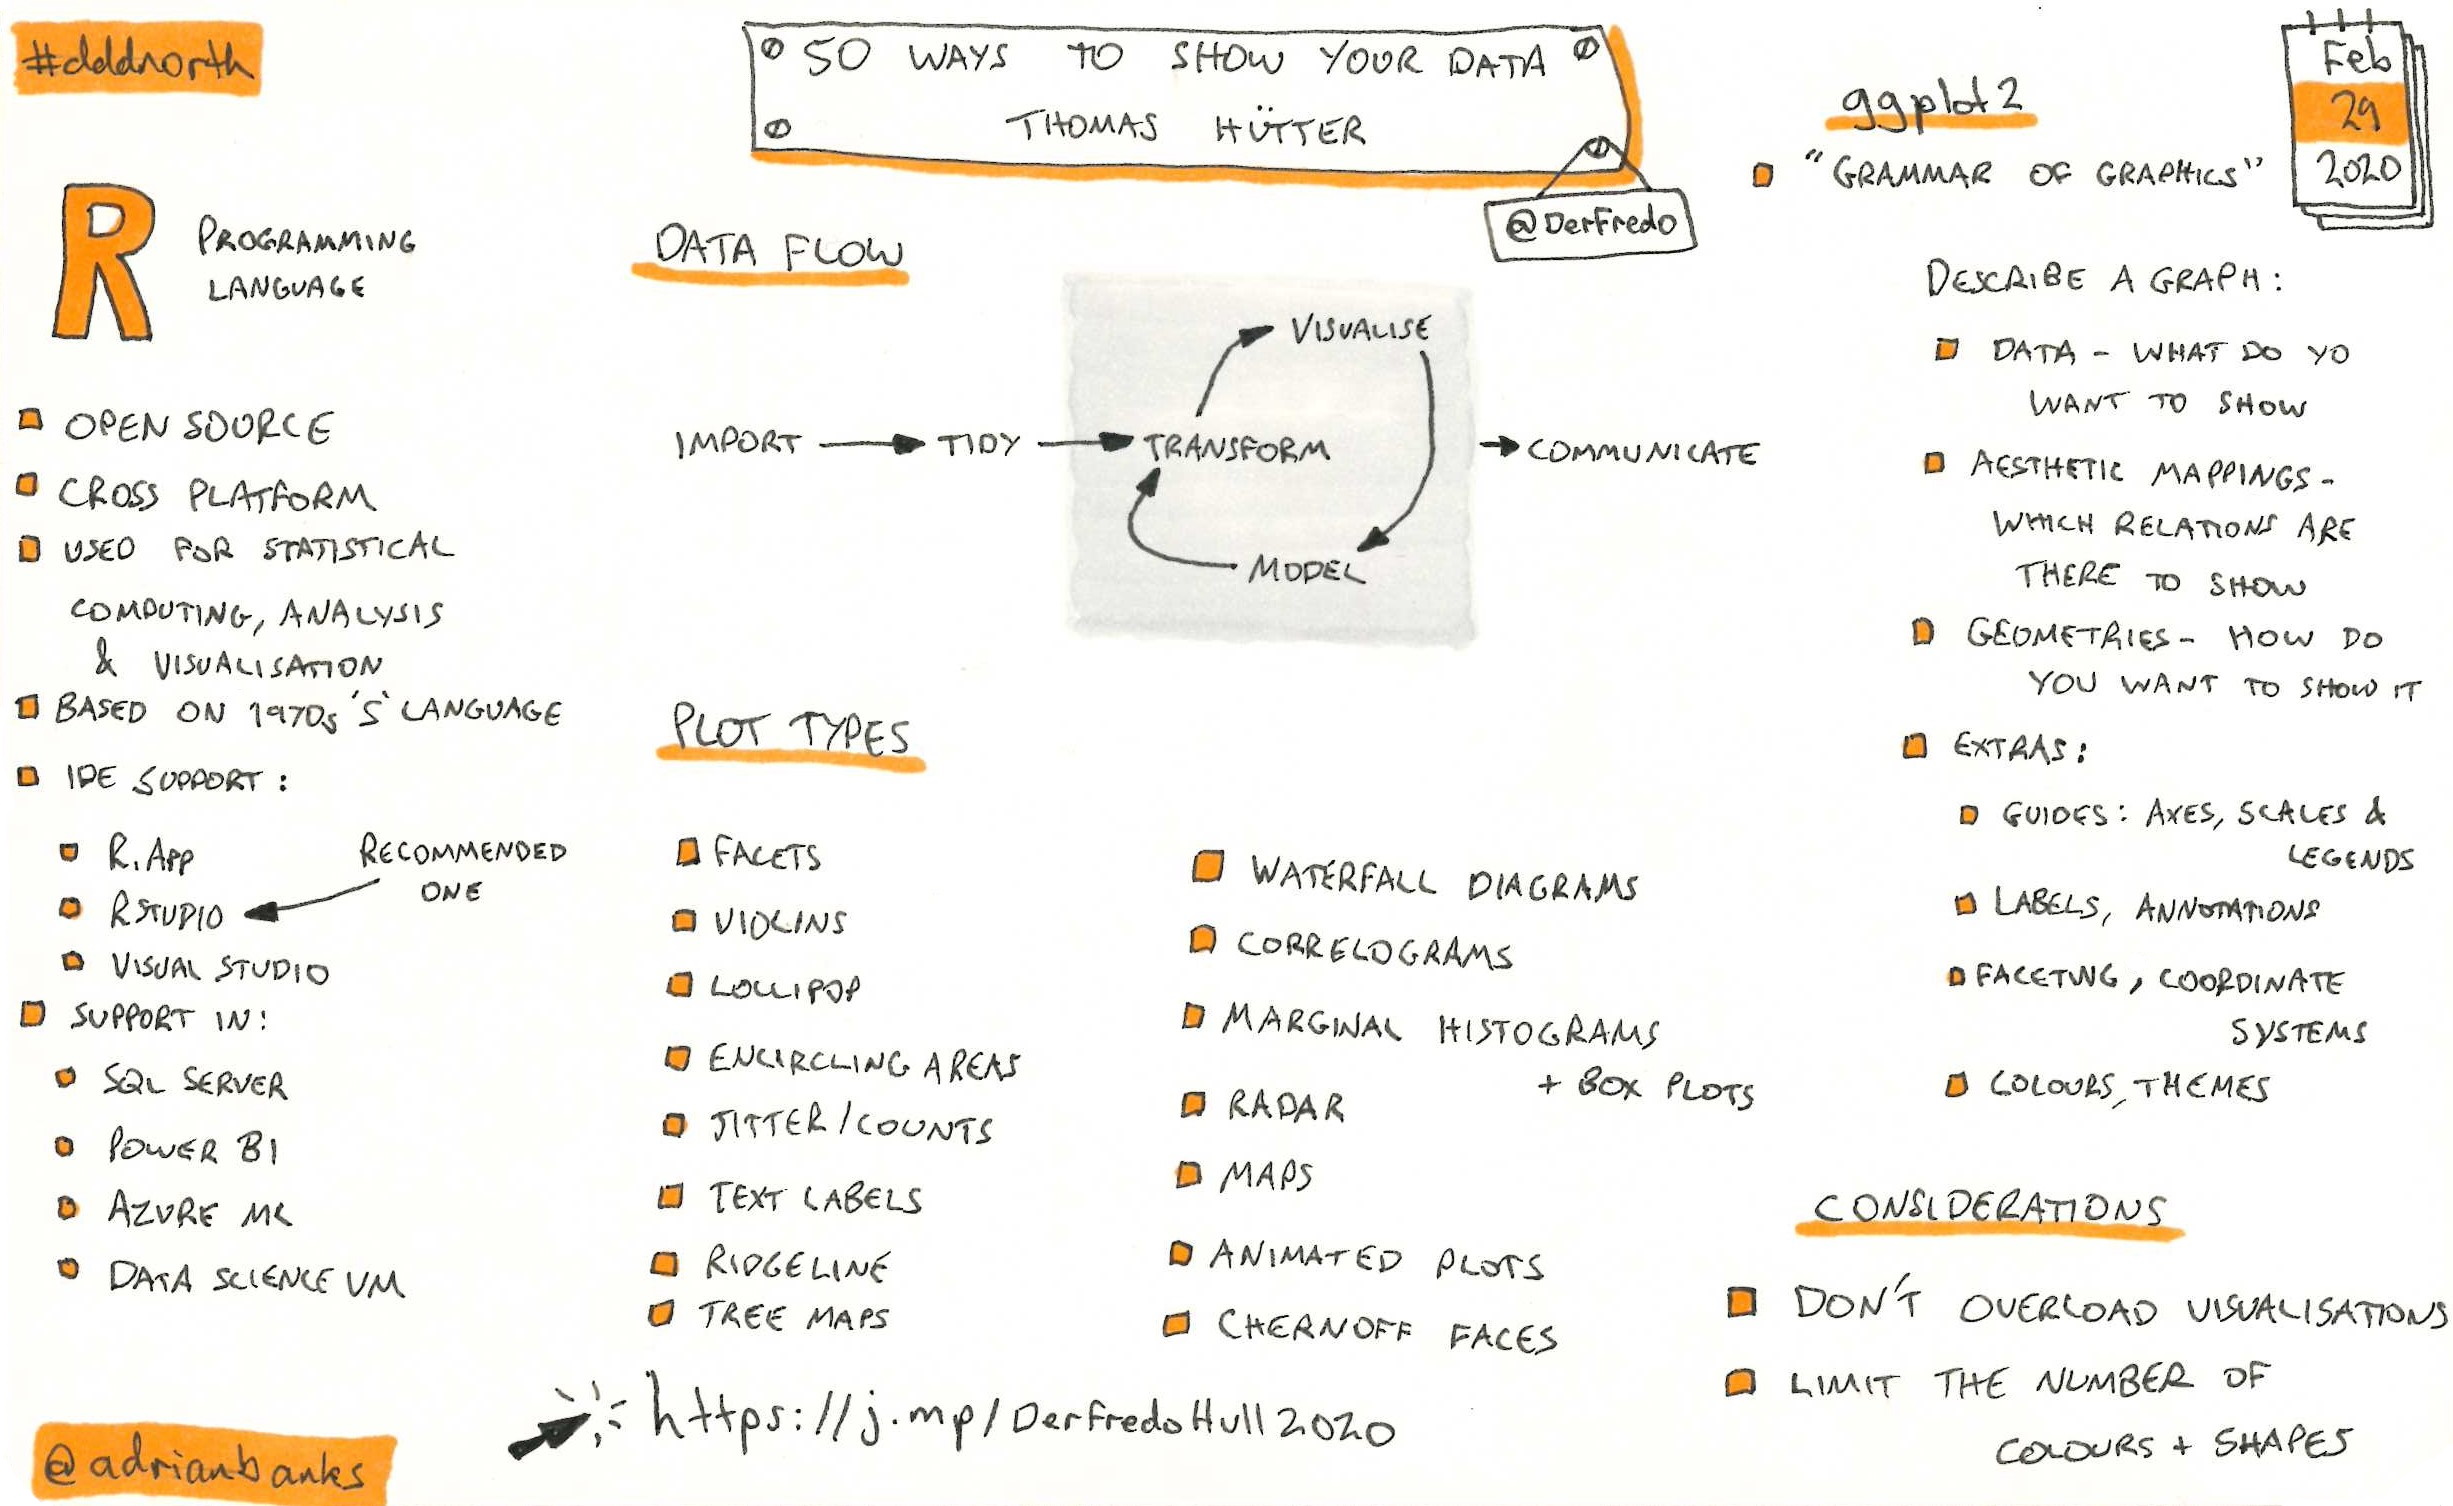 #dddnorth
50 WAYS TO SHOW YOUR DATA
THOMAS HÜTTER
@DerFredo
Feb
29
2020
R
PROGRAMMING
LANGUAGE
OPEN SOURCE
CROSS PLATFORM
USED FOR STATISTICAL
COMPUTING, ANALYSIS
& VISUALISATION
BASED ON 1970s 'S' LANGUAGE
IDE SUPPORT:
R.APP
RSTUDIO
RECOMMENDED
ONE
VISUAL STUDIO
SUPPORT IN:
SQL SERVER
POWER BI
AZURE ML
DATA SCIENCE VM
@adrianbanks
DATA FLOW
IMPORT
TIDY
TRANSFORM
VISUALISE
MODEL
COMMUNICATE
PLOT TYPES
FACETS
VIOLINS
LOLLIPOP
ENCIRCLING AREAS
JITTER/COUNTS
TEXT LABELS
RIDGELINE
TREE MAPS
WATERFALL DIAGRAMS
CORRELOGRAMS
MARGINAL HISTOGRAMS
+ BOX PLOTS
RADAR
MAPS
ANIMATED PLOTS
CHERNOFF FACES
https://j.mp/DerFredoHull2020
ggplot2
"GRAMMAR OF GRAPHICS"
DESCRIBE A GRAPH:
DATA - WHAT DO YO
WANT TO SHOW
AESTHETIC MAPPINGS -
WHICH RELATIONS ARE
THERE TO SHOW
GEOMETRIES - HOW DO
YOU WANT TO SHOW IT
EXTRAS:
GUIDES: AXES, SCALES &
LEGENDS
LABELS, ANNOTATIONS
FACETING, COORDINATE
SYSTEMS
COLOURS, THEMES
CONSIDERATIONS
DON'T OVERLOAD VISUALISATIONS
LIMIT THE NUMBER OF
COLOURS + SHAPES